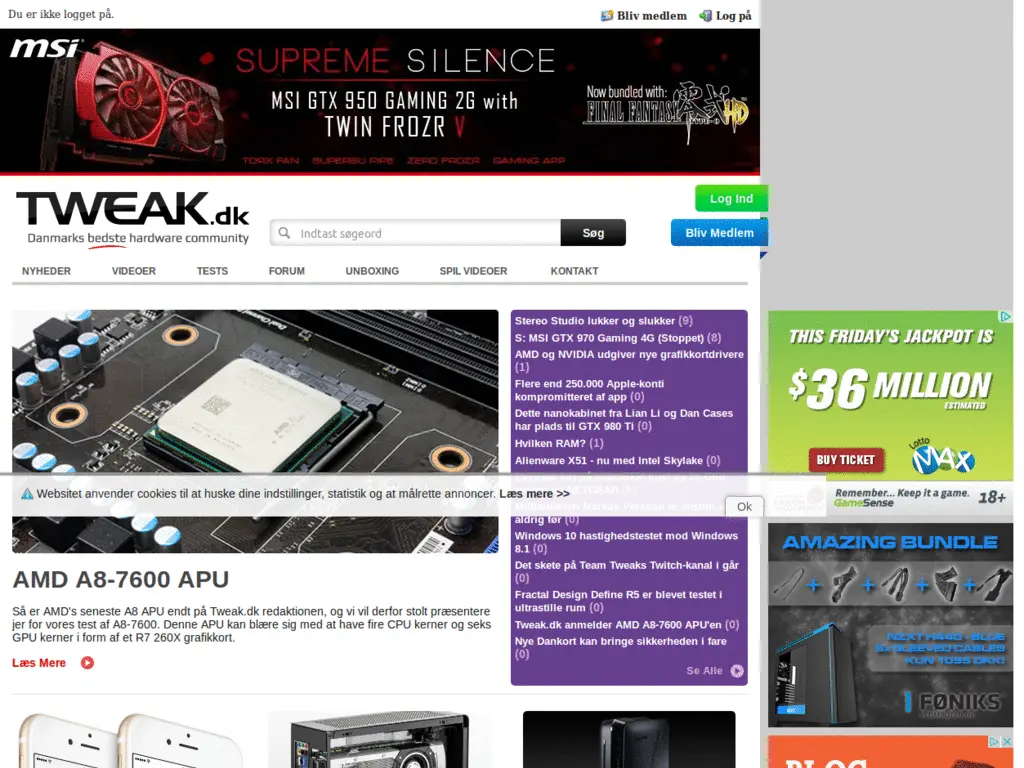 Du er ikke logget på.
Bliv medlem
Log på
msi
SUPREME SILENCE
MSI GTX 950 GAMING 2G with
TWIN FROZR V
Now bundled with:
FINAL FANTASY
HD
TORX FAN SUPERSU PIPE ZERO FROZR GAMING APP
TWEAK.dk
Danmarks bedste hardware community
Indtast søgeord
Søg
Log Ind
Bliv Medlem
NYHEDER VIDEOER TESTS FORUM UNBOXING SPIL VIDEOER KONTAKT
AMD
Stereo Studio lukker og slukker (9)
S: MSI GTX 970 Gaming 4G (Stoppet) (8)
AMD og NVIDIA udgiver nye grafikkortdrivere
(1)
Flere end 250.000 Apple-konti
kompromitteret af app (0)
Dette nanokabinet fra Lian Li og Dan Cases
har plads til GTX 980 Ti (0)
Hvilken RAM? (1)
Alienware X51 - nu med Intel Skylake (0)
aldrig før (0)
Windows 10 hastighedstestet mod Windows
8.1 (0)
Det skete på Team Tweaks Twitch-kanal i går
(0)
Fractal Design Define R5 er blevet testet i
ultrastille rum (0)
Tweak.dk anmelder AMD A8-7600 APU'en (0)
Nye Dankort kan bringe sikkerheden i fare
(0)
Se Alle
Websitet anvender cookies til at huske dine indstillinger, statistik og at målrette annoncer. Læs mere >>
Ok
AMD A8-7600 APU
Så er AMD's seneste A8 APU endt på Tweak.dk redaktionen, og vi vil derfor stolt præsentere
jer for vores test af A8-7600. Denne APU kan blære sig med at have fire CPU kerner og seks
GPU kerner i form af et R7 260X grafikkort.
Læs Mere
THIS FRIDAY'S JACKPOT IS
$36 MILLION
ESTIMATED
BUY TICKET
Lotto
MAX
Remember... Keep it a game.
GameSense
18+
AMAZING BUNDLE
NZXT H440 - BLUE
5x SLEEVED CABLES
KUN 1095 DKK!
FØNIKS
BLOG